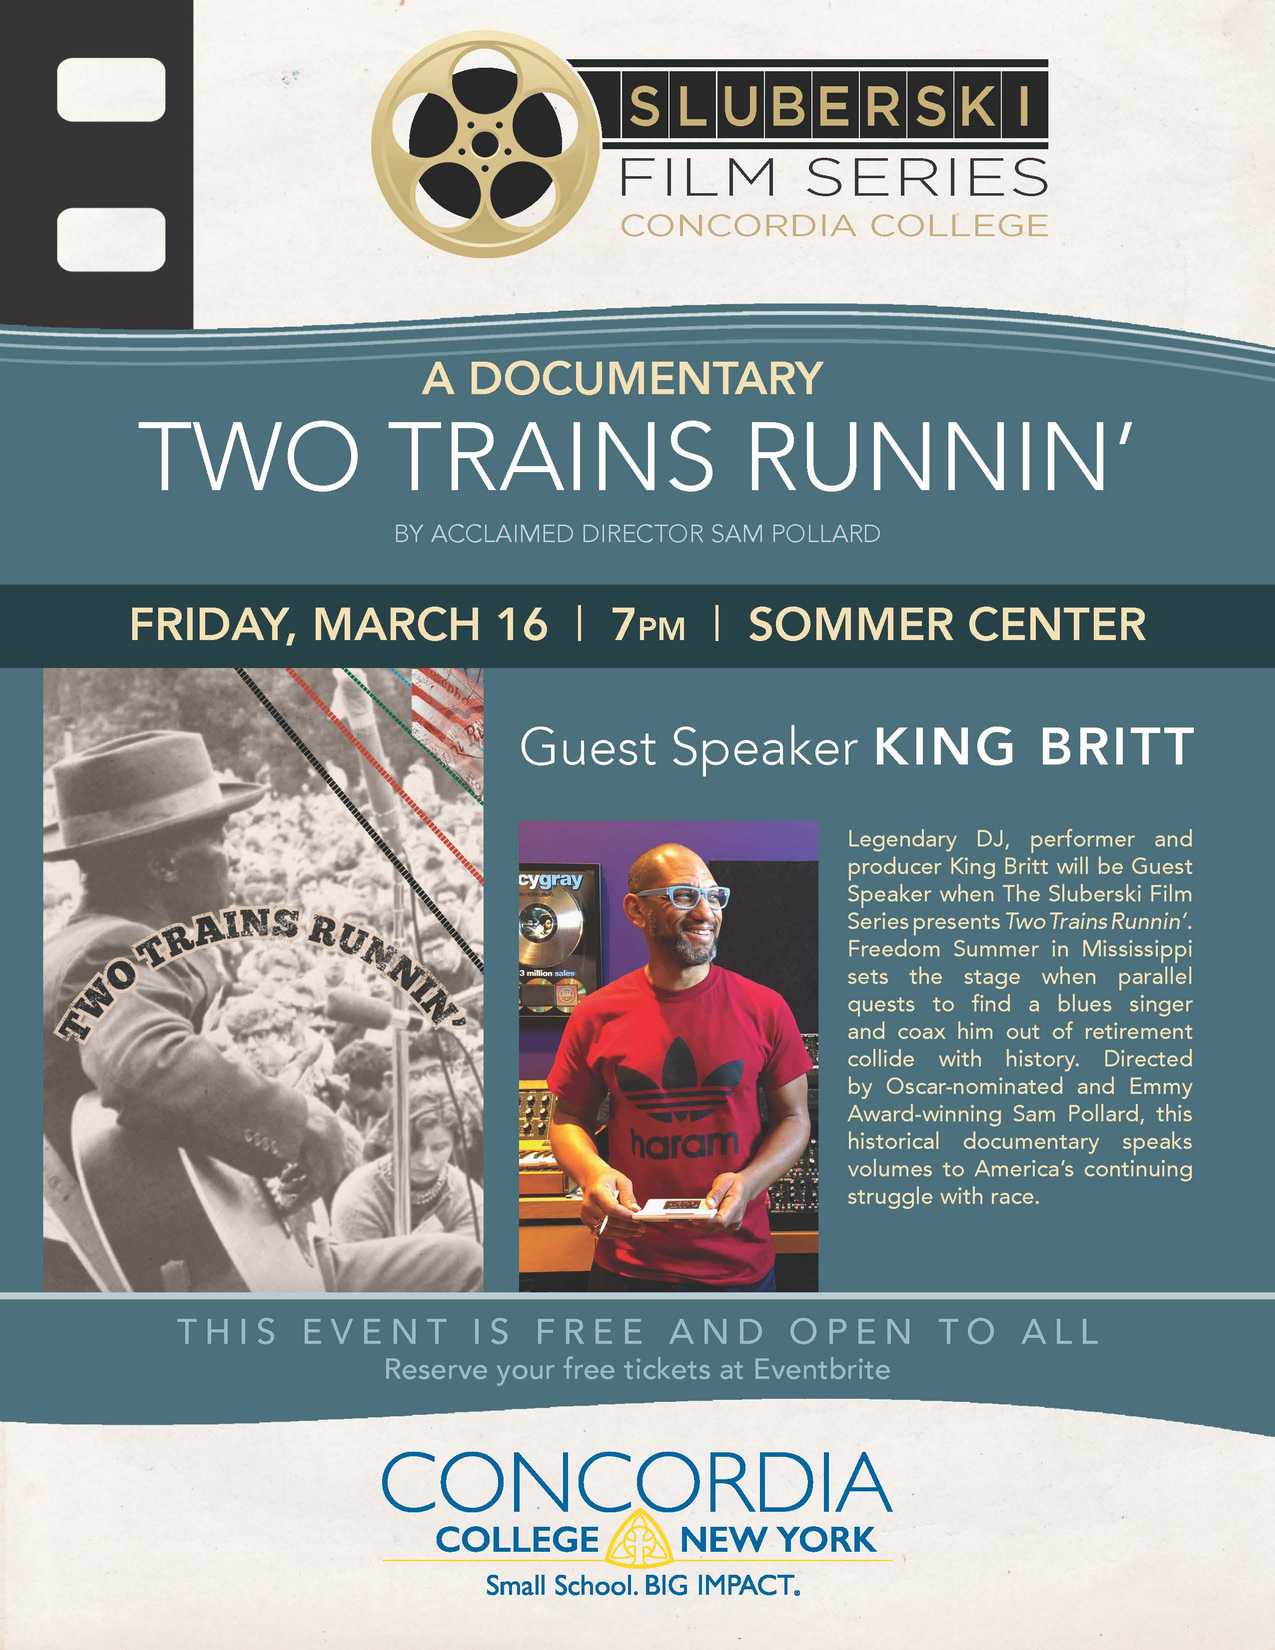 SLUBERSKI
FILM SERIES
CONCORDIA COLLEGE
A DOCUMENTARY
TWO TRAINS RUNNIN’
BY ACCLAIMED DIRECTOR SAM POLLARD
FRIDAY, MARCH 16 | 7PM | SOMMER CENTER
TWO TRAINS RUNNIN’
Guest Speaker KING BRITT
cygray
3 million sales
haram
Legendary DJ, performer and
producer King Britt will be Guest
Speaker when The Sluberski Film
Series presents Two Trains Runnin‘.
Freedom Summer in Mississippi
sets the stage when parallel
quests to find a blues singer
and coax him out of retirement
collide with history. Directed
by Oscar-nominated and Emmy
Award-winning Sam Pollard, this
historical documentary speaks
volumes to America’s continuing
struggle with race.
THIS EVENT IS FREE AND OPEN TO ALL
Reserve your free tickets at Eventbrite
CONCORDIA
COLLEGE NEW YORK
Small School. BIG IMPACT.